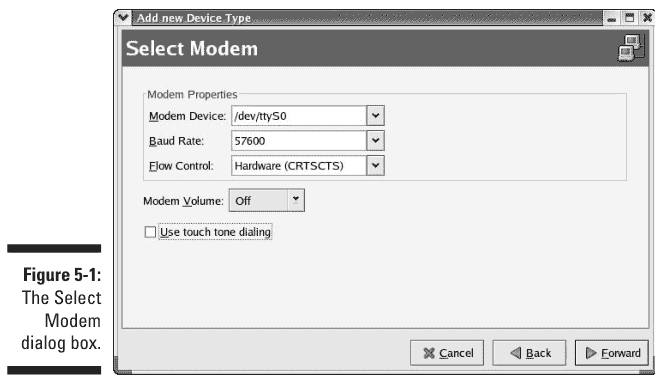 Add new Device Type
Select Modem
Modem Properties
Modem Device: /dev/ttyS0
Baud Rate: 57600
Flow Control: Hardware (CRTSCTS)
Modem Volume: Off
Use touch tone dialing
Cancel Back Forward
Figure 5-1:
The Select
Modem
dialog box.